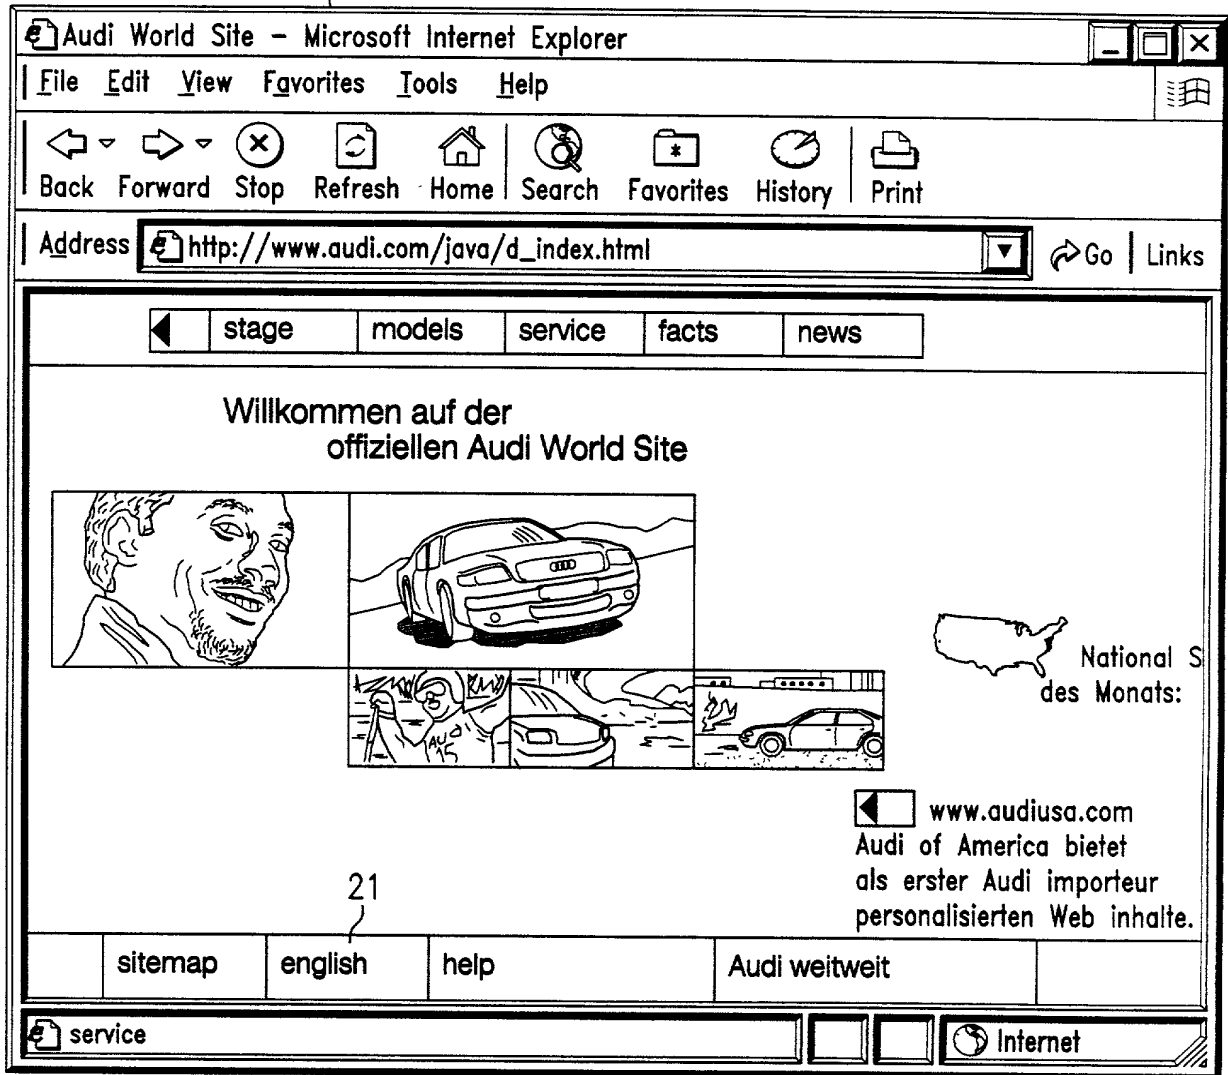 Audi World Site - Microsoft Internet Explorer
File Edit View Favorites Tools Help
Back Forward Stop Refresh Home Search Favorites History Print
Address http://www.audi.com/java/d_index.html Go Links
stage models service facts news
Willkommen auf der
offiziellen Audi World Site
National S
des Monats:
AUDI
15
www.audiusa.com
Audi of America bietet
als erster Audi importeur
personalisierten Web inhalte.
21
sitemap english help Audi weitweit
service Internet